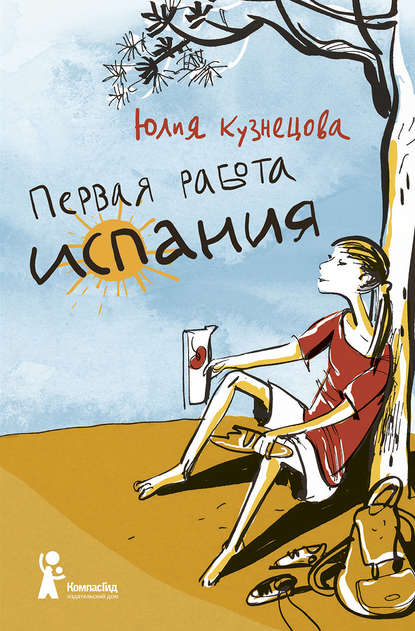 Юлия Кузнецова
Первая работа
испания
КомпасГид
издательский дом